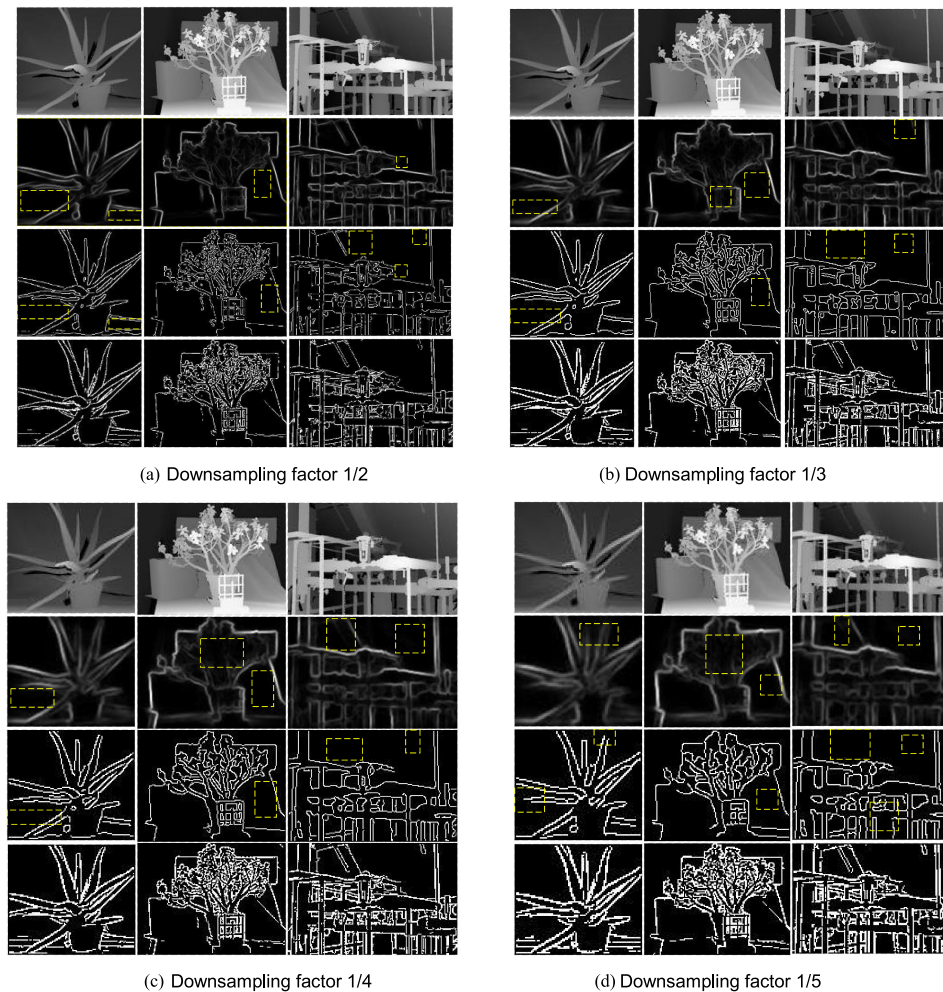 (a) Downsampling factor 1/2
(b) Downsampling factor 1/3
(c) Downsampling factor 1/4
(d) Downsampling factor 1/5